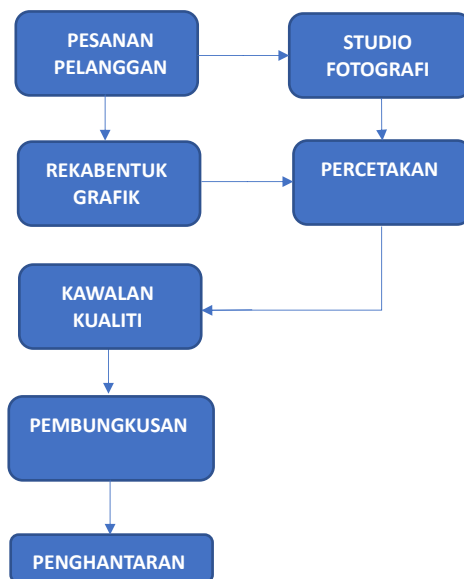 PESANAN
PELANGGAN
STUDIO
FOTOGRAFI
REKABENTUK
GRAFIK
PERCETAKAN
KAWALAN
KUALITI
PEMBUNGKUSAN
PENGHANTARAN